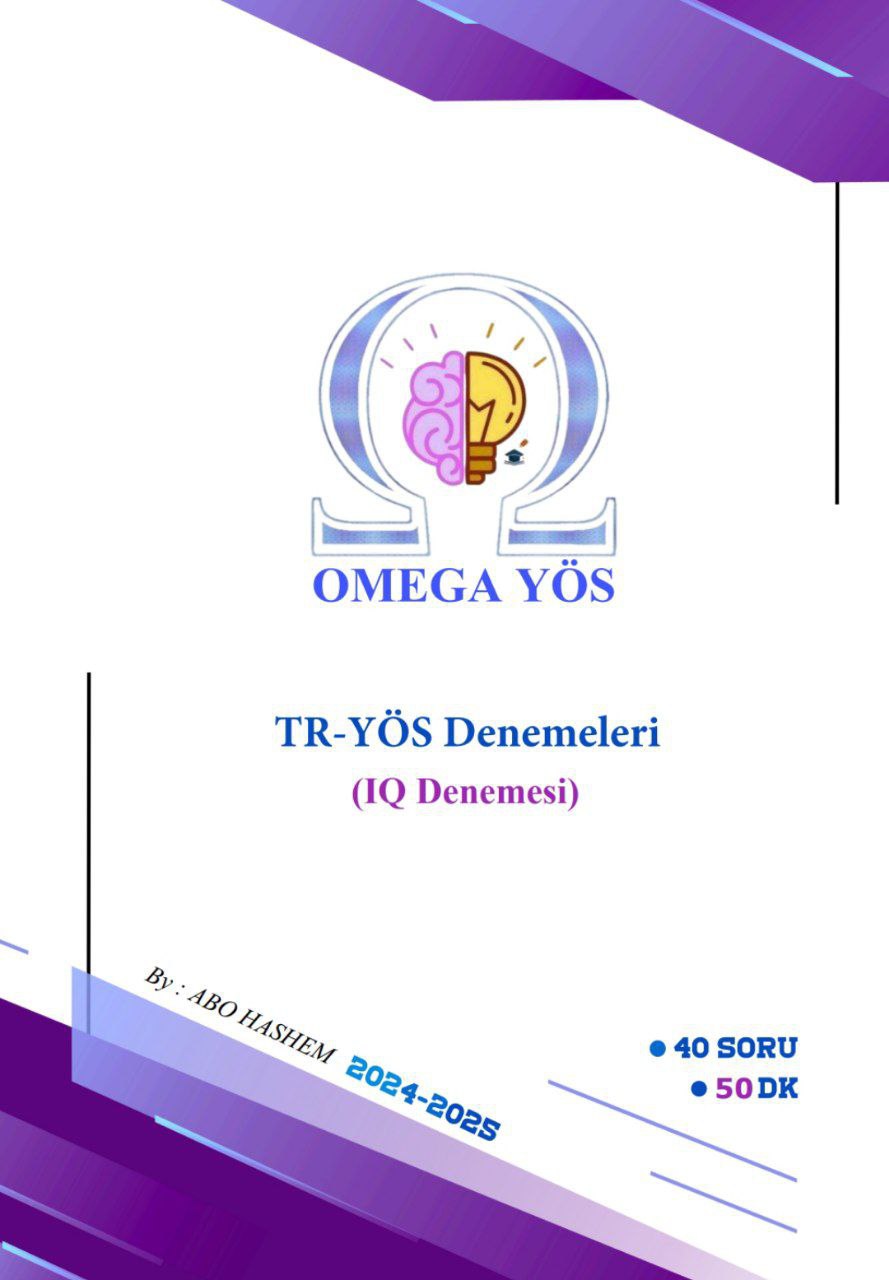 OMEGA YÖS
TR-YÖS Denemeleri
(IQ Denemesi)
By : ABO HASHEM 2024-2025
• 40 SORU
• 50 DK